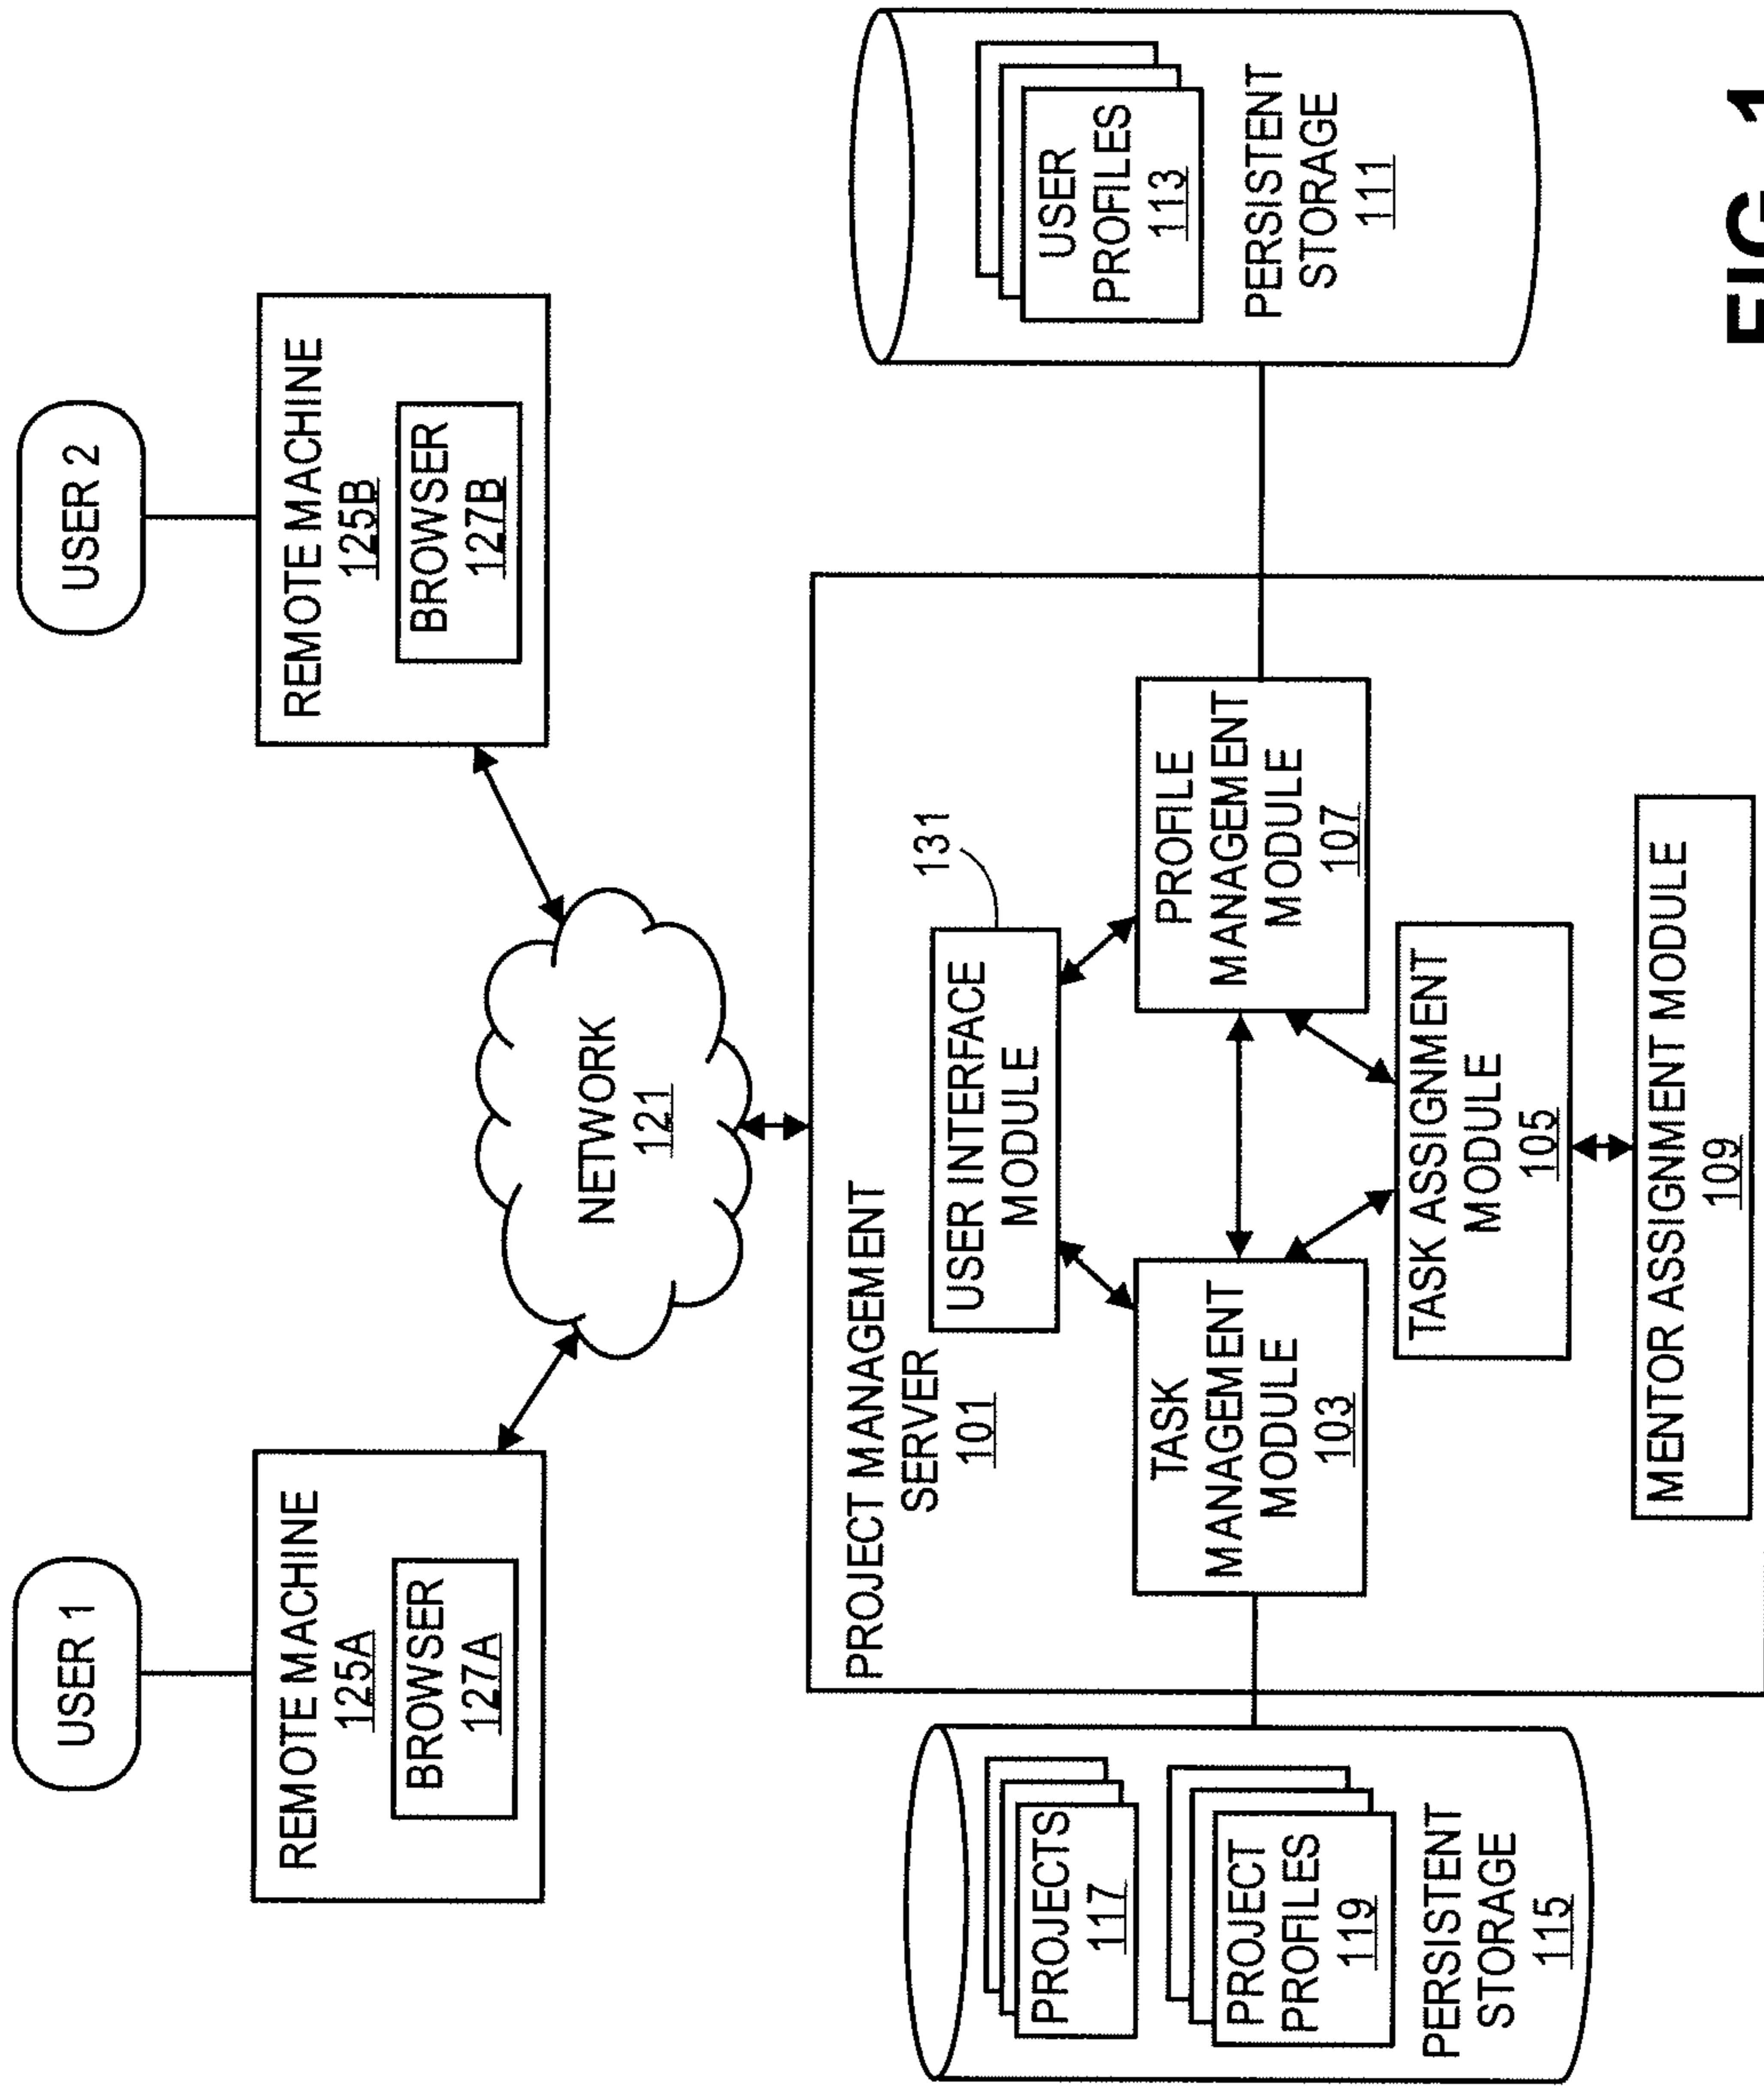 USER 1
USER 2
REMOTE MACHINE
125A
BROWSER
127A
REMOTE MACHINE
125B
BROWSER
127B
NETWORK
121
PROJECT MANAGEMENT
SERVER
101
USER INTERFACE
MODULE
131
TASK
MANAGEMENT
MODULE
103
PROFILE
MANAGEMENT
MODULE
107
TASK ASSIGNMENT
MODULE
105
MENTOR ASSIGNMENT MODULE
109
PROJECTS
117
PROJECT
PROFILES
119
PERSISTENT
STORAGE
115
USER
PROFILES
113
PERSISTENT
STORAGE
111
FIG. 1